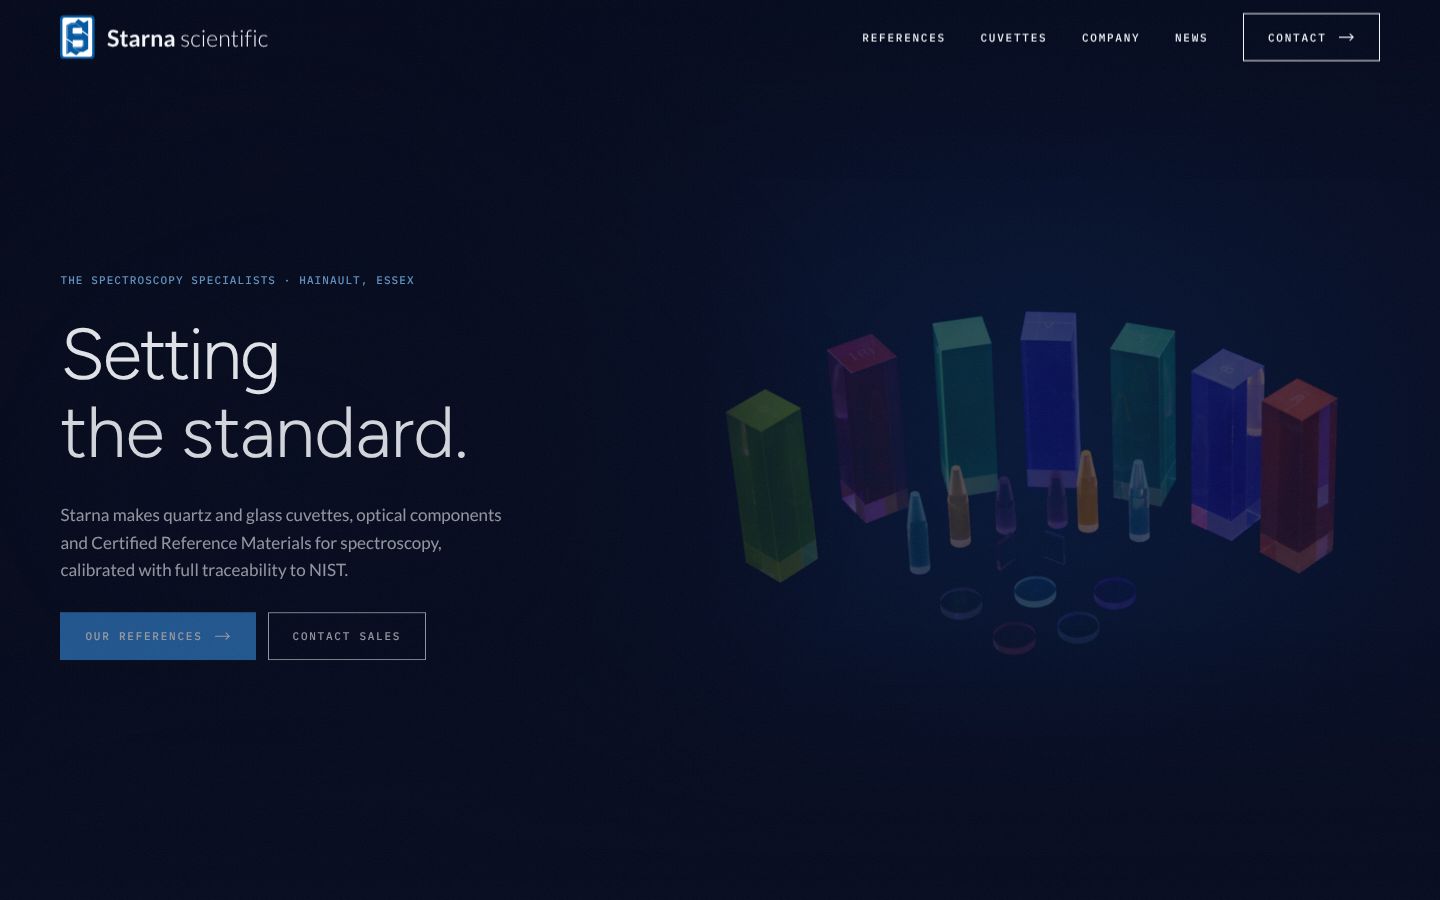 Starna scientific
REFERENCES
CUVETTES
COMPANY
NEWS
CONTACT
THE SPECTROSCOPY SPECIALISTS · HAINAULT, ESSEX
Setting
the standard.
Starna makes quartz and glass cuvettes, optical components
and Certified Reference Materials for spectroscopy,
calibrated with full traceability to NIST.
OUR REFERENCES
CONTACT SALES